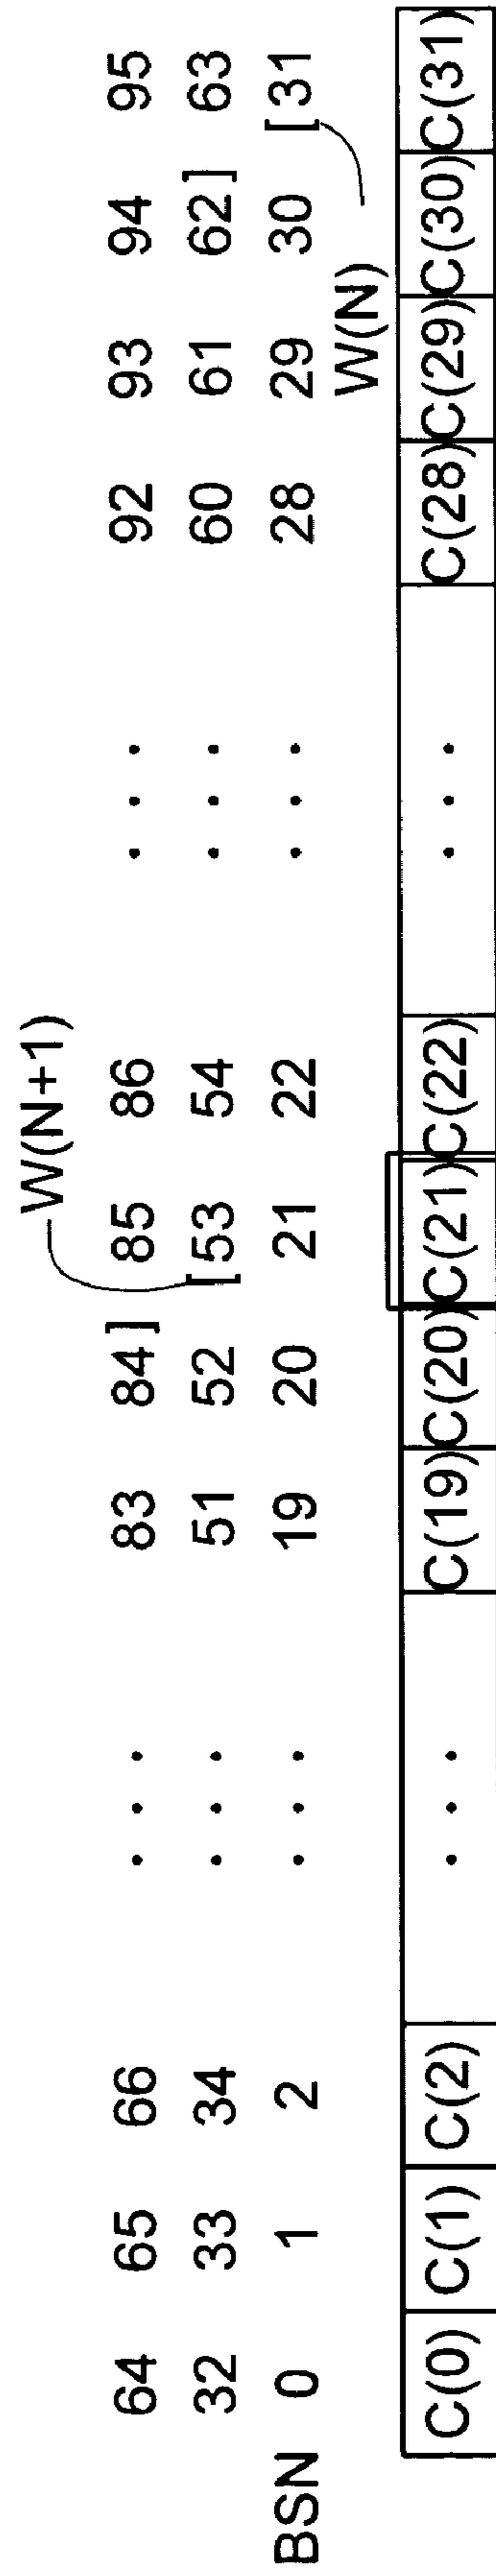 W(N+1)
64 65 66 . . . 83 84] 85 86 . . . 92 93 94 95
32 33 34 . . . 51 52 [53 54 . . . 60 61 62] 63
BSN 0 1 2 . . . 19 20 21 22 . . . 28 29 30 [31
W(N)
C(0) C(1) C(2) . . . C(19) C(20) C(21) C(22) . . . C(28) C(29) C(30) C(31)